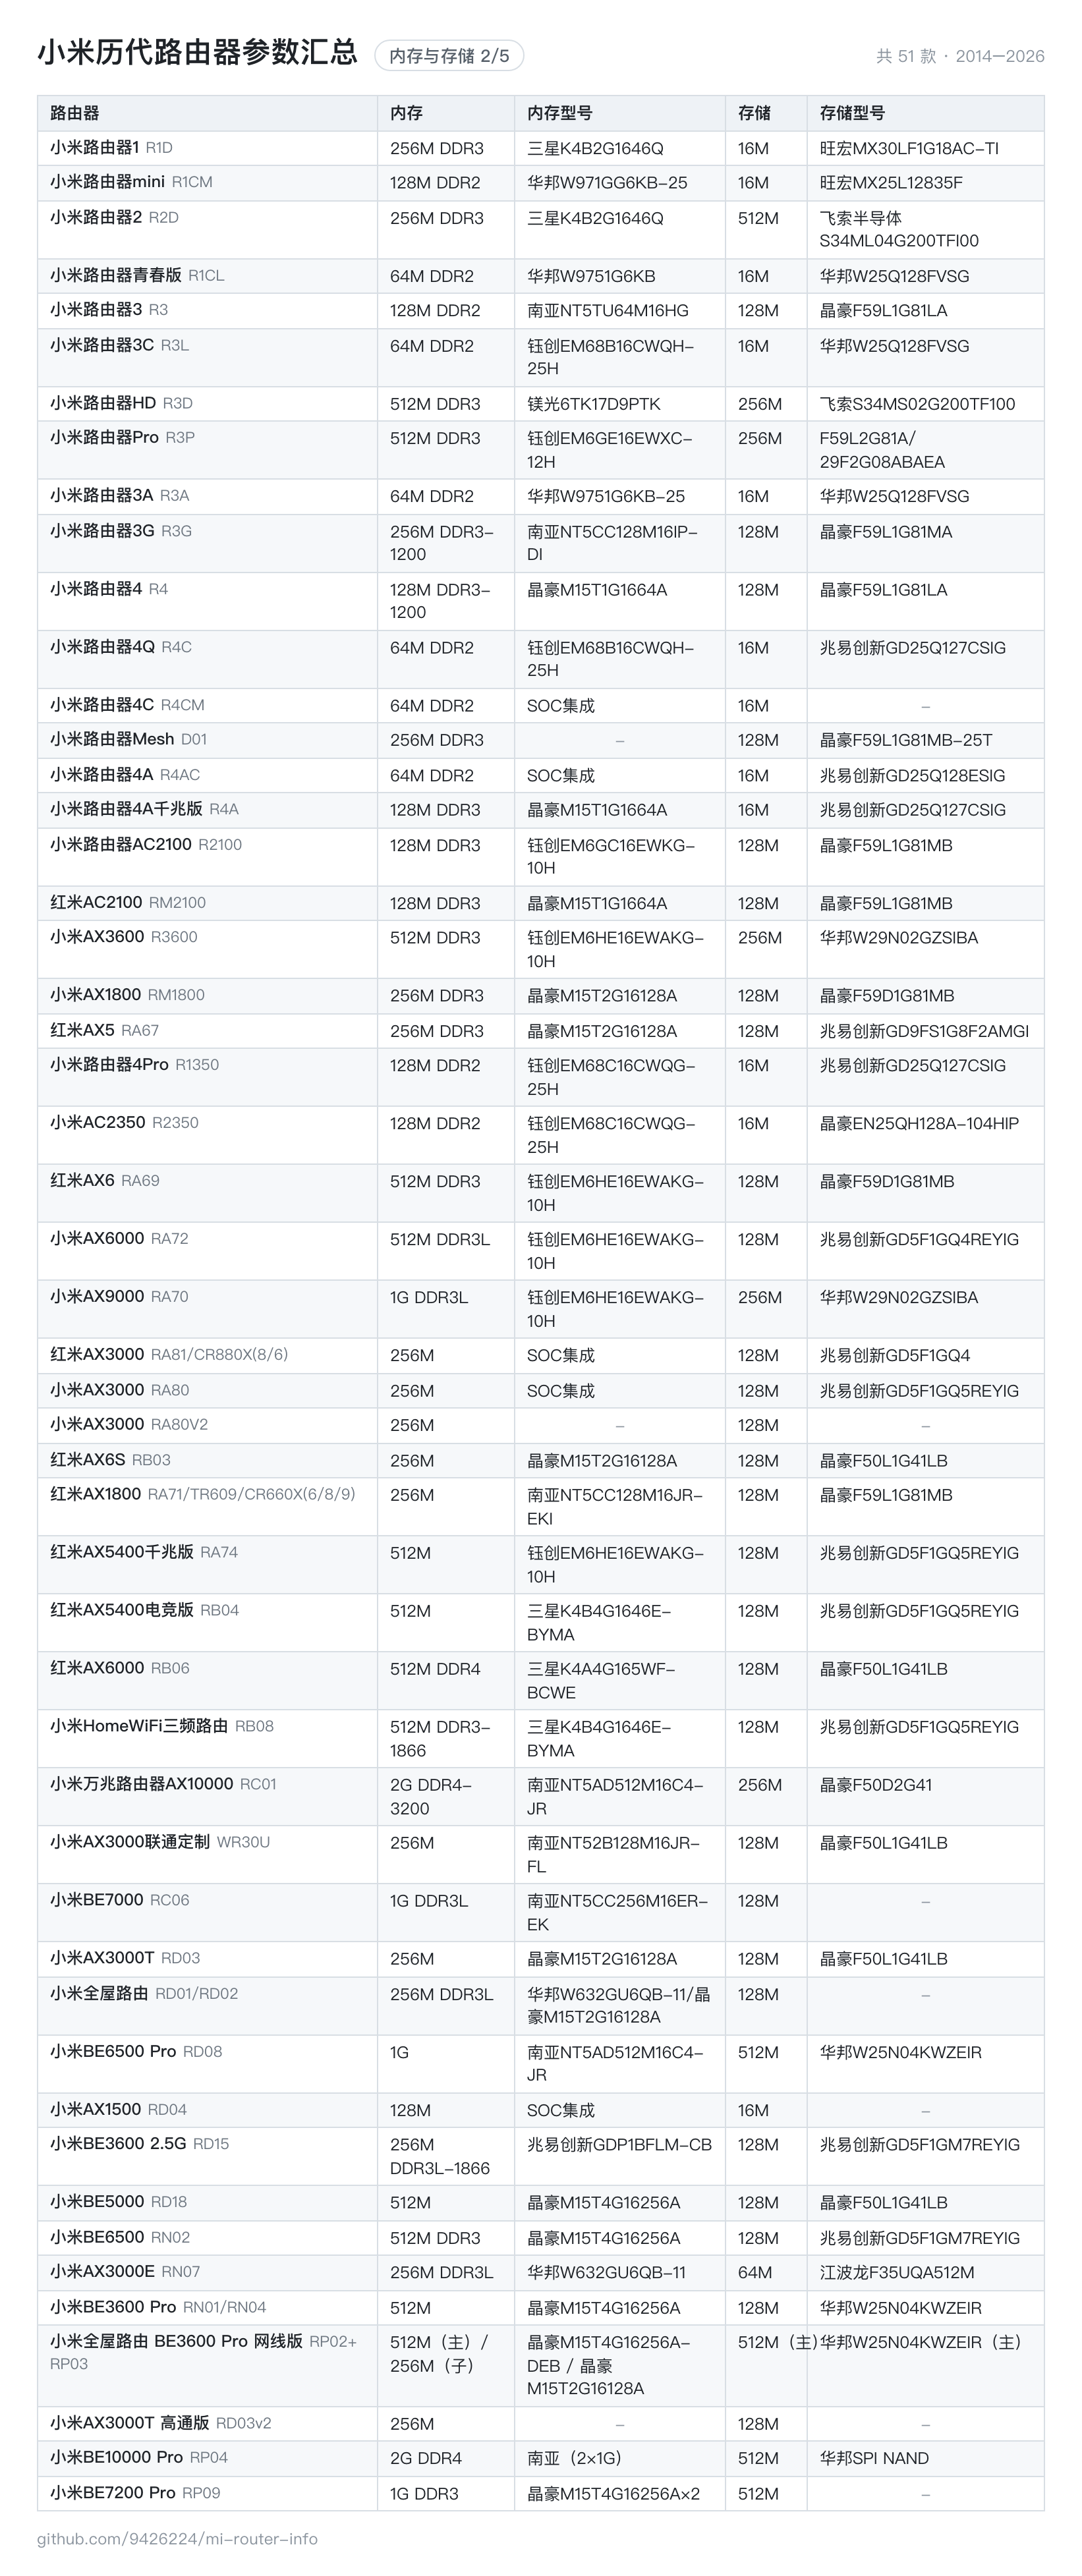 小米历代路由器参数汇总 内存与存储 2/5 共 51 款 · 2014—2026
路由器 内存 内存型号 存储 存储型号
小米路由器1 R1D 256M DDR3 三星K4B2G1646Q 16M 旺宏MX30LF1G18AC-TI
小米路由器mini R1CM 128M DDR2 华邦W971GG6KB-25 16M 旺宏MX25L12835F
小米路由器2 R2D 256M DDR3 三星K4B2G1646Q 512M 飞索半导体
S34ML04G200TFI00
小米路由器青春版 R1CL 64M DDR2 华邦W9751G6KB 16M 华邦W25Q128FVSG
小米路由器3 R3 128M DDR2 南亚NT5TU64M16HG 128M 晶豪F59L1G81LA
小米路由器3C R3L 64M DDR2 钰创EM68B16CWQH- 16M 华邦W25Q128FVSG
25H
小米路由器HD R3D 512M DDR3 镁光6TK17D9PTK 256M 飞索S34MS02G200TF100
小米路由器Pro R3P 512M DDR3 钰创EM6GE16EWXC- 256M F59L2G81A/
12H 29F2G08ABAEA
小米路由器3A R3A 64M DDR2 华邦W9751G6KB-25 16M 华邦W25Q128FVSG
小米路由器3G R3G 256M DDR3- 南亚NT5CC128M16IP- 128M 晶豪F59L1G81MA
1200 DI
小米路由器4 R4 128M DDR3- 晶豪M15T1G1664A 128M 晶豪F59L1G81LA
1200
小米路由器4Q R4C 64M DDR2 钰创EM68B16CWQH- 16M 兆易创新GD25Q127CSIG
25H
小米路由器4C R4CM 64M DDR2 SOC集成 16M –
小米路由器Mesh D01 256M DDR3 – 128M 晶豪F59L1G81MB-25T
小米路由器4A R4AC 64M DDR2 SOC集成 16M 兆易创新GD25Q128ESIG
小米路由器4A千兆版 R4A 128M DDR3 晶豪M15T1G1664A 16M 兆易创新GD25Q127CSIG
小米路由器AC2100 R2100 128M DDR3 钰创EM6GC16EWKG- 128M 晶豪F59L1G81MB
10H
红米AC2100 RM2100 128M DDR3 晶豪M15T1G1664A 128M 晶豪F59L1G81MB
小米AX3600 R3600 512M DDR3 钰创EM6HE16EWAKG- 256M 华邦W29N02GZSIBA
10H
小米AX1800 RM1800 256M DDR3 晶豪M15T2G16128A 128M 晶豪F59D1G81MB
红米AX5 RA67 256M DDR3 晶豪M15T2G16128A 128M 兆易创新GD9FS1G8F2AMGI
小米路由器4Pro R1350 128M DDR2 钰创EM68C16CWQG- 16M 兆易创新GD25Q127CSIG
25H
小米AC2350 R2350 128M DDR2 钰创EM68C16CWQG- 16M 晶豪EN25QH128A-104HIP
25H
红米AX6 RA69 512M DDR3 钰创EM6HE16EWAKG- 128M 晶豪F59D1G81MB
10H
小米AX6000 RA72 512M DDR3L 钰创EM6HE16EWAKG- 128M 兆易创新GD5F1GQ4REYIG
10H
小米AX9000 RA70 1G DDR3L 钰创EM6HE16EWAKG- 256M 华邦W29N02GZSIBA
10H
红米AX3000 RA81/CR880X(8/6) 256M SOC集成 128M 兆易创新GD5F1GQ4
小米AX3000 RA80 256M SOC集成 128M 兆易创新GD5F1GQ5REYIG
小米AX3000 RA80V2 256M – 128M –
红米AX6S RB03 256M 晶豪M15T2G16128A 128M 晶豪F50L1G41LB
红米AX1800 RA71/TR609/CR660X(6/8/9) 256M 南亚NT5CC128M16JR- 128M 晶豪F59L1G81MB
EKI
红米AX5400千兆版 RA74 512M 钰创EM6HE16EWAKG- 128M 兆易创新GD5F1GQ5REYIG
10H
红米AX5400电竞版 RB04 512M 三星K4B4G1646E- 128M 兆易创新GD5F1GQ5REYIG
BYMA
红米AX6000 RB06 512M DDR4 三星K4A4G165WF- 128M 晶豪F50L1G41LB
BCWE
小米HomeWiFi三频路由 RB08 512M DDR3- 三星K4B4G1646E- 128M 兆易创新GD5F1GQ5REYIG
1866 BYMA
小米万兆路由器AX10000 RC01 2G DDR4- 南亚NT5AD512M16C4- 256M 晶豪F50D2G41
3200 JR
小米AX3000联通定制 WR30U 256M 南亚NT52B128M16JR- 128M 晶豪F50L1G41LB
FL
小米BE7000 RC06 1G DDR3L 南亚NT5CC256M16ER- 128M –
EK
小米AX3000T RD03 256M 晶豪M15T2G16128A 128M 晶豪F50L1G41LB
小米全屋路由 RD01/RD02 256M DDR3L 华邦W632GU6QB-11/晶 128M –
豪M15T2G16128A
小米BE6500 Pro RD08 1G 南亚NT5AD512M16C4- 512M 华邦W25N04KWZEIR
JR
小米AX1500 RD04 128M SOC集成 16M –
小米BE3600 2.5G RD15 256M 兆易创新GDP1BFLM-CB 128M 兆易创新GD5F1GM7REYIG
DDR3L-1866
小米BE5000 RD18 512M 晶豪M15T4G16256A 128M 晶豪F50L1G41LB
小米BE6500 RN02 512M DDR3 晶豪M15T4G16256A 128M 兆易创新GD5F1GM7REYIG
小米AX3000E RN07 256M DDR3L 华邦W632GU6QB-11 64M 江波龙F35UQA512M
小米BE3600 Pro RN01/RN04 512M 晶豪M15T4G16256A 128M 华邦W25N04KWZEIR
小米全屋路由 BE3600 Pro 网线版 RP02+ 512M（主）/ 晶豪M15T4G16256A- 512M（主） 华邦W25N04KWZEIR（主）
RP03 256M（子） DEB / 晶豪
M15T2G16128A
小米AX3000T 高通版 RD03v2 256M – 128M –
小米BE10000 Pro RP04 2G DDR4 南亚（2×1G） 512M 华邦SPI NAND
小米BE7200 Pro RP09 1G DDR3 晶豪M15T4G16256A×2 512M –
github.com/9426224/mi-router-info